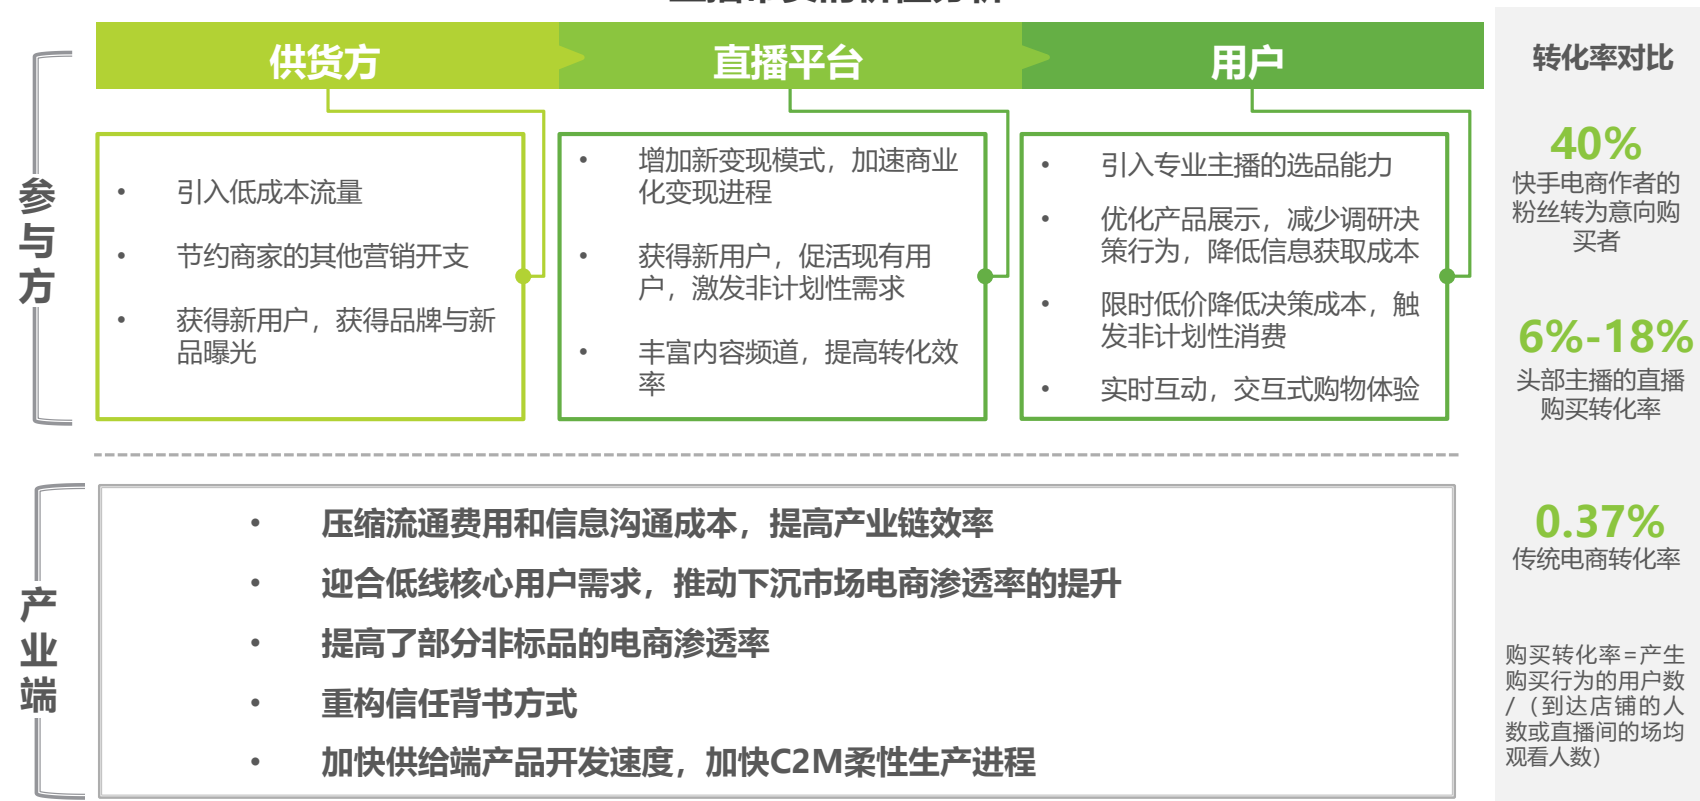 供货方
直播平台
用户
参与方
引入低成本流量
节约商家的其他营销开支
获得新用户，获得品牌与新
品曝光
增加新变现模式，加速商业
化变现进程
获得新用户，促活现有用
户，激发非计划性需求
丰富内容频道，提高转化效
率
引入专业主播的选品能力
优化产品展示，减少调研决
策行为，降低信息获取成本
限时低价降低决策成本，触
发非计划性消费
实时互动，交互式购物体验
产业端
压缩流通费用和信息沟通成本，提高产业链效率
迎合低线核心用户需求，推动下沉市场电商渗透率的提升
提高了部分非标品的电商渗透率
重构信任背书方式
加快供给端产品开发速度，加快C2M柔性生产进程
转化率对比
40%
快手电商作者的
粉丝转为意向购
买者
6%-18%
头部主播的直播
购买转化率
0.37%
传统电商转化率
购买转化率=产生
购买行为的用户数
/（到达店铺的人
数或直播间的场均
观看人数）